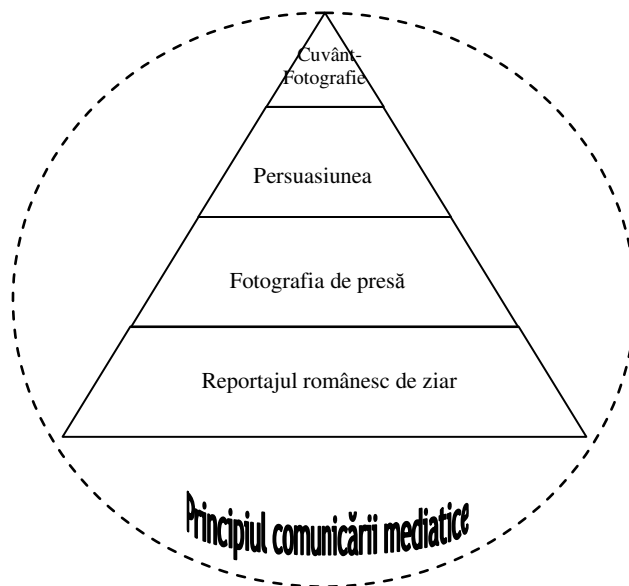 Cuvânt-
Fotografie
Persuasiunea
Fotografia de presă
Reportajul românesc de ziar
Principiul comunicării mediatice